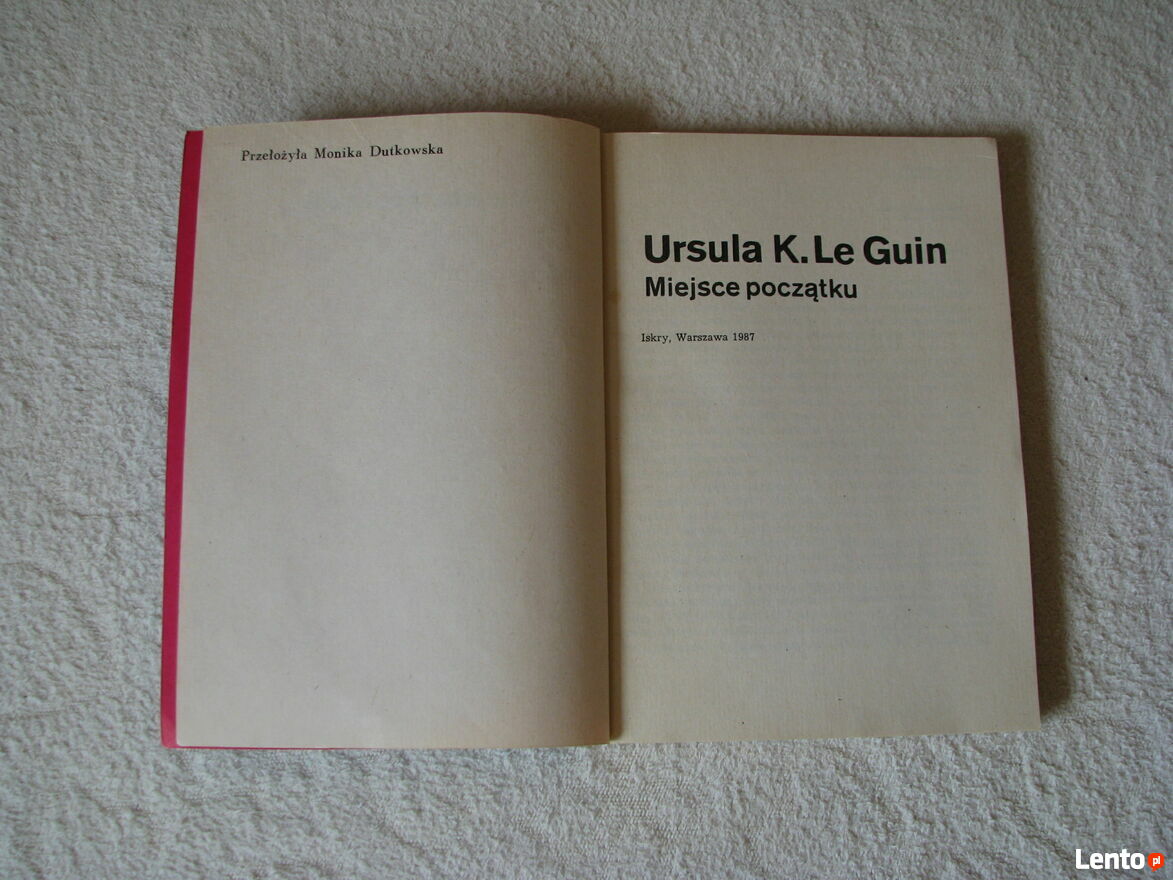 Przełożyła Monika Dutkowska
Ursula K. Le Guin
Miejsce początku
Iskry, Warszawa 1987
Lento.pl